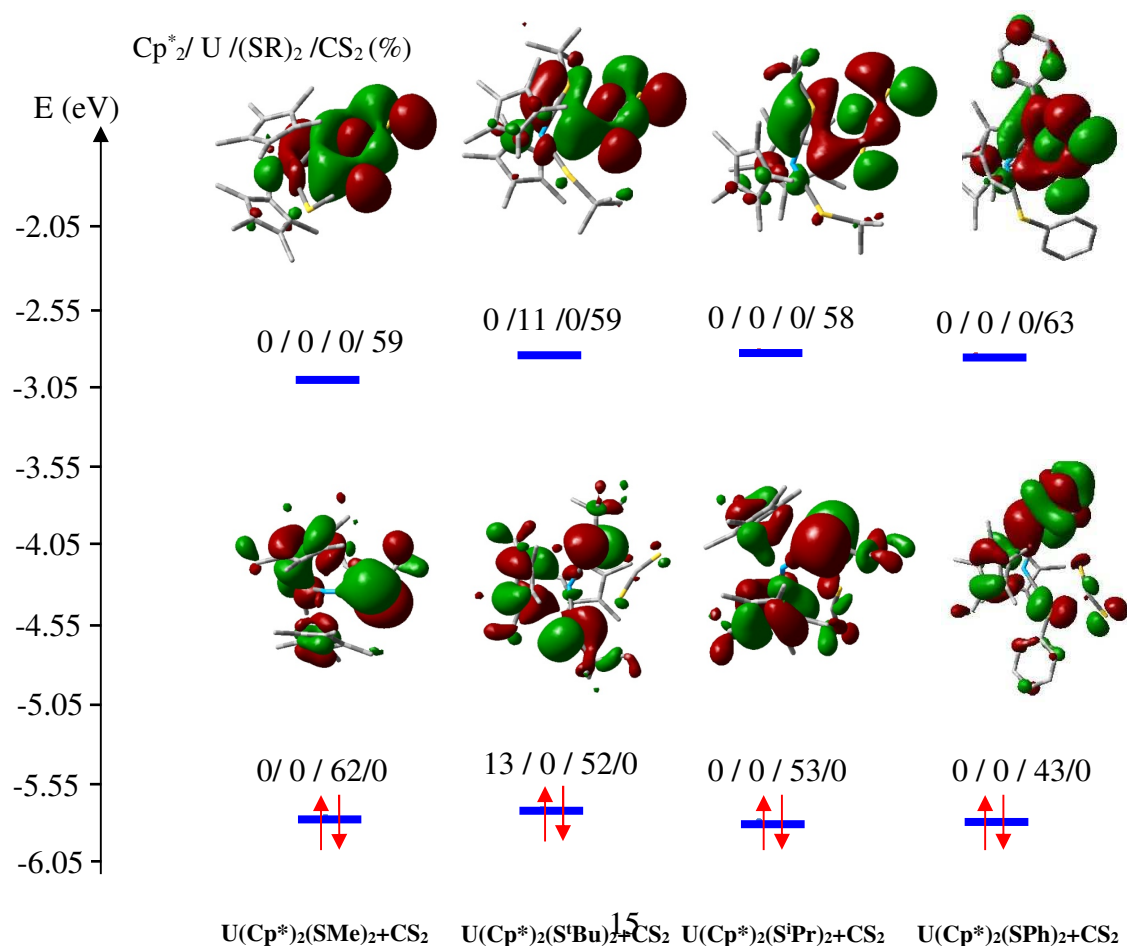 Cp*2/ U /(SR)2 /CS2 (%)
E (eV)
-2.05
-2.55
0 / 0 / 0/ 59
0 /11 /0/59
0 / 0 / 0/ 58
0 / 0 / 0/63
-3.05
-3.55
-4.05
-4.55
-5.05
-5.55
0/ 0 / 62/0
13 / 0 / 52/0
0 / 0 / 53/0
0 / 0 / 43/0
-6.05
15
U(Cp*)2(SMe)2+CS2
U(Cp*)2(StBu)2+CS2
U(Cp*)2(SiPr)2+CS2
U(Cp*)2(SPh)2+CS2